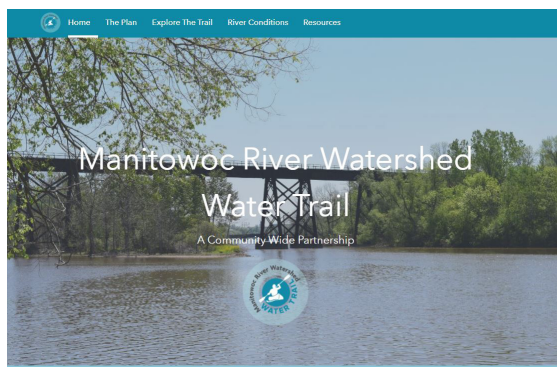 Home The Plan Explore The Trail River Conditions Resources
Manitowoc River Watershed
Water Trail
A Community-Wide Partnership
Manitowoc River Watershed
WATER TRAIL